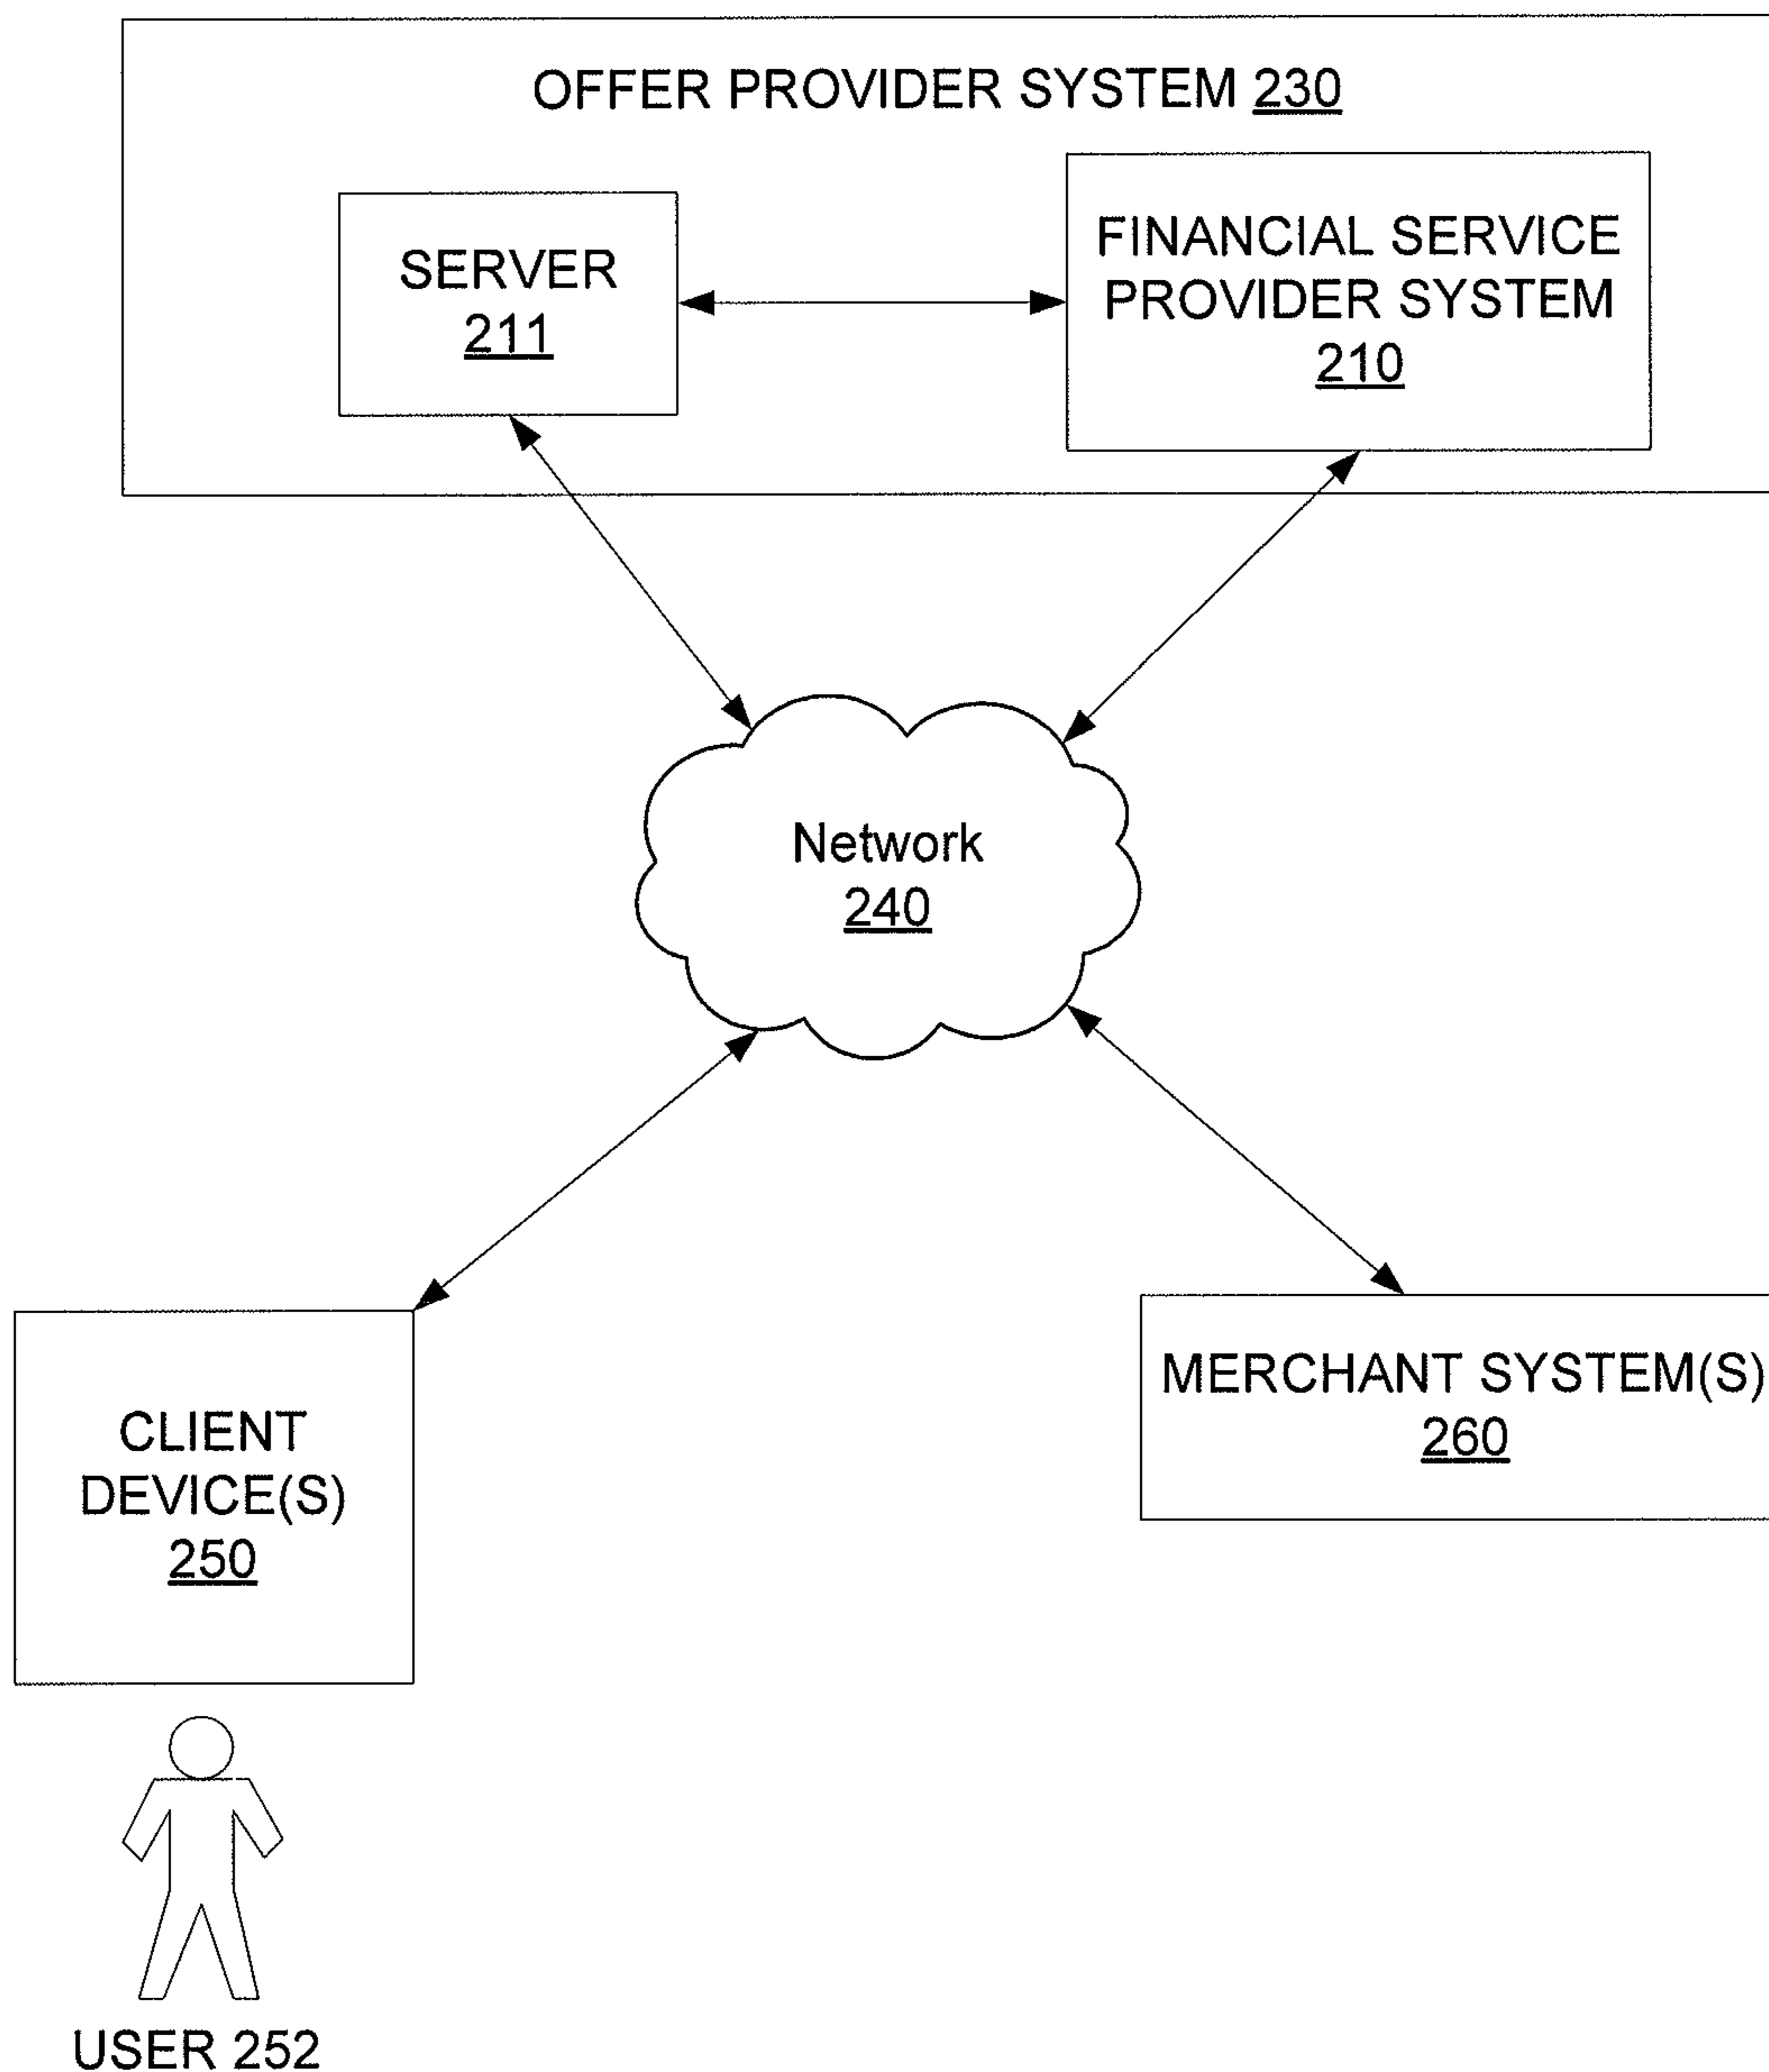 OFFER PROVIDER SYSTEM 230
SERVER
211
FINANCIAL SERVICE
PROVIDER SYSTEM
210
Network
240
CLIENT
DEVICE(S)
250
MERCHANT SYSTEM(S)
260
USER 252